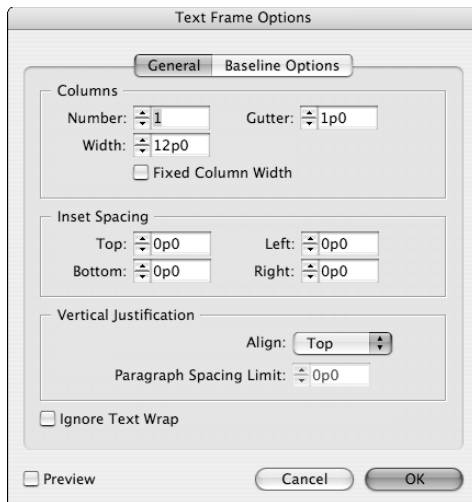 Text Frame Options
General Baseline Options
Columns
Number: 1 Gutter: 1p0
Width: 12p0
Fixed Column Width
Inset Spacing
Top: 0p0 Left: 0p0
Bottom: 0p0 Right: 0p0
Vertical Justification
Align: Top
Paragraph Spacing Limit: 0p0
Ignore Text Wrap
Preview Cancel OK